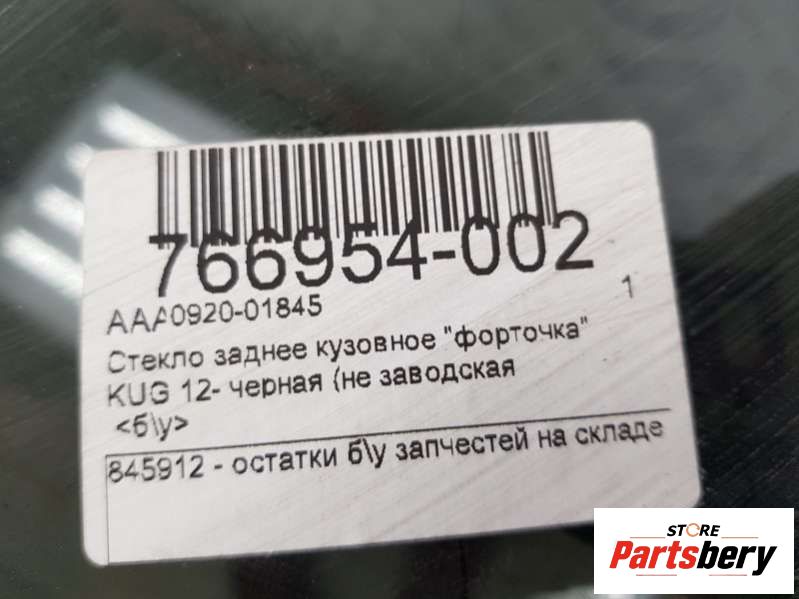 766954-002
AAA0920-01845
1
Стекло заднее кузовное "форточка"
KUG 12- черная (не заводская
<б\у>
845912 - остатки б\у запчестей на складе
STORE
Partsbery